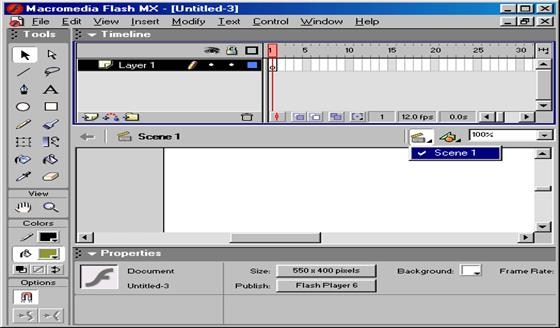 Macromedia Flash MX - [Untitled-3]
File Edit View Insert Modify Text Control Window Help
Tools
Timeline
1 5 10 15 20 25 30
Layer 1
1 12.0 fps 0.0s
Scene 1
100%
Scene 1
View
Colors
Options
Properties
Document
Size: 550 x 400 pixels Background: Frame Rate:
Untitled-3
Publish: Flash Player 6